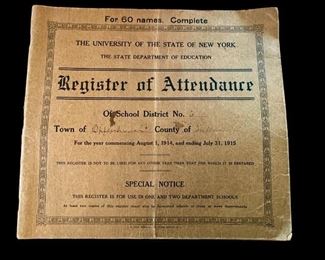 For 60 names. Complete
THE UNIVERSITY OF THE STATE OF NEW YORK
THE STATE DEPARTMENT OF EDUCATION
Register of Attendance
Of School District No.
Town of County of
For the year commencing August 1, 1914, and ending July 31, 1915
THIS REGISTER IS NOT TO BE USED FOR ANY OTHER YEAR THAN THAT FOR WHICH IT IS PREPARED
SPECIAL NOTICE
THIS REGISTER IS FOR USE IN ONE AND TWO DEPARTMENT SCHOOLS